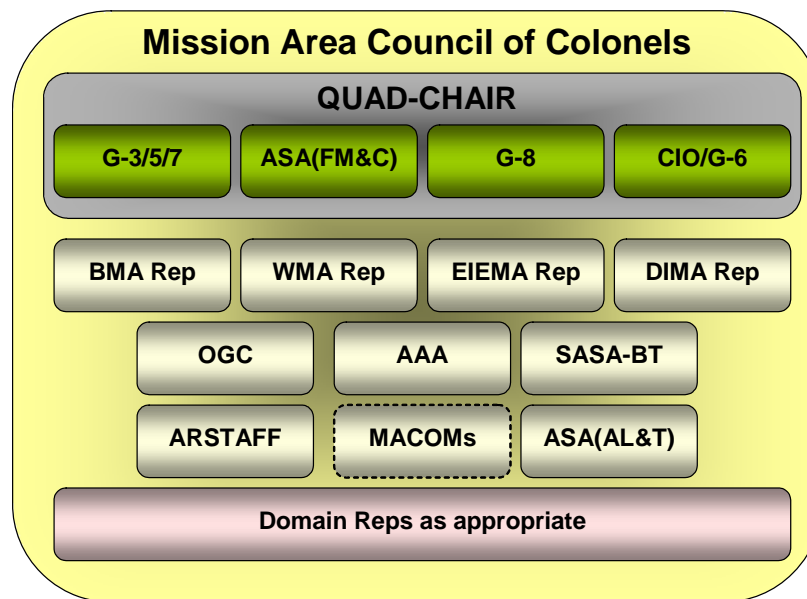 Mission Area Council of Colonels
QUAD-CHAIR
G-3/5/7 ASA(FM&C) G-8 CIO/G-6
BMA Rep WMA Rep EIEMA Rep DIMA Rep
OGC AAA SASA-BT
ARSTAFF MACOMs ASA(AL&T)
Domain Reps as appropriate